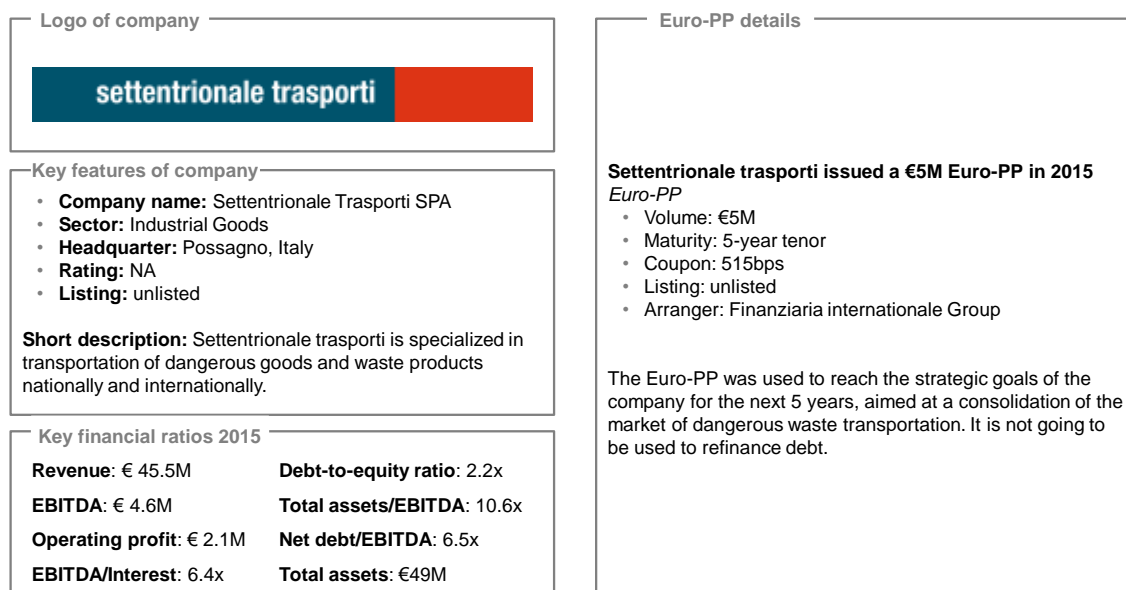 Logo of company
settentrionale trasporti
Key features of company
• Company name: Settentrionale Trasporti SPA
• Sector: Industrial Goods
• Headquarter: Possagno, Italy
• Rating: NA
• Listing: unlisted
Short description: Settentrionale trasporti is specialized in
transportation of dangerous goods and waste products
nationally and internationally.
Key financial ratios 2015
Revenue: € 45.5M Debt-to-equity ratio: 2.2x
EBITDA: € 4.6M Total assets/EBITDA: 10.6x
Operating profit: € 2.1M Net debt/EBITDA: 6.5x
EBITDA/Interest: 6.4x Total assets: €49M
Euro-PP details
Settentrionale trasporti issued a €5M Euro-PP in 2015
Euro-PP
• Volume: €5M
• Maturity: 5-year tenor
• Coupon: 515bps
• Listing: unlisted
• Arranger: Finanziaria internationale Group
The Euro-PP was used to reach the strategic goals of the
company for the next 5 years, aimed at a consolidation of the
market of dangerous waste transportation. It is not going to
be used to refinance debt.